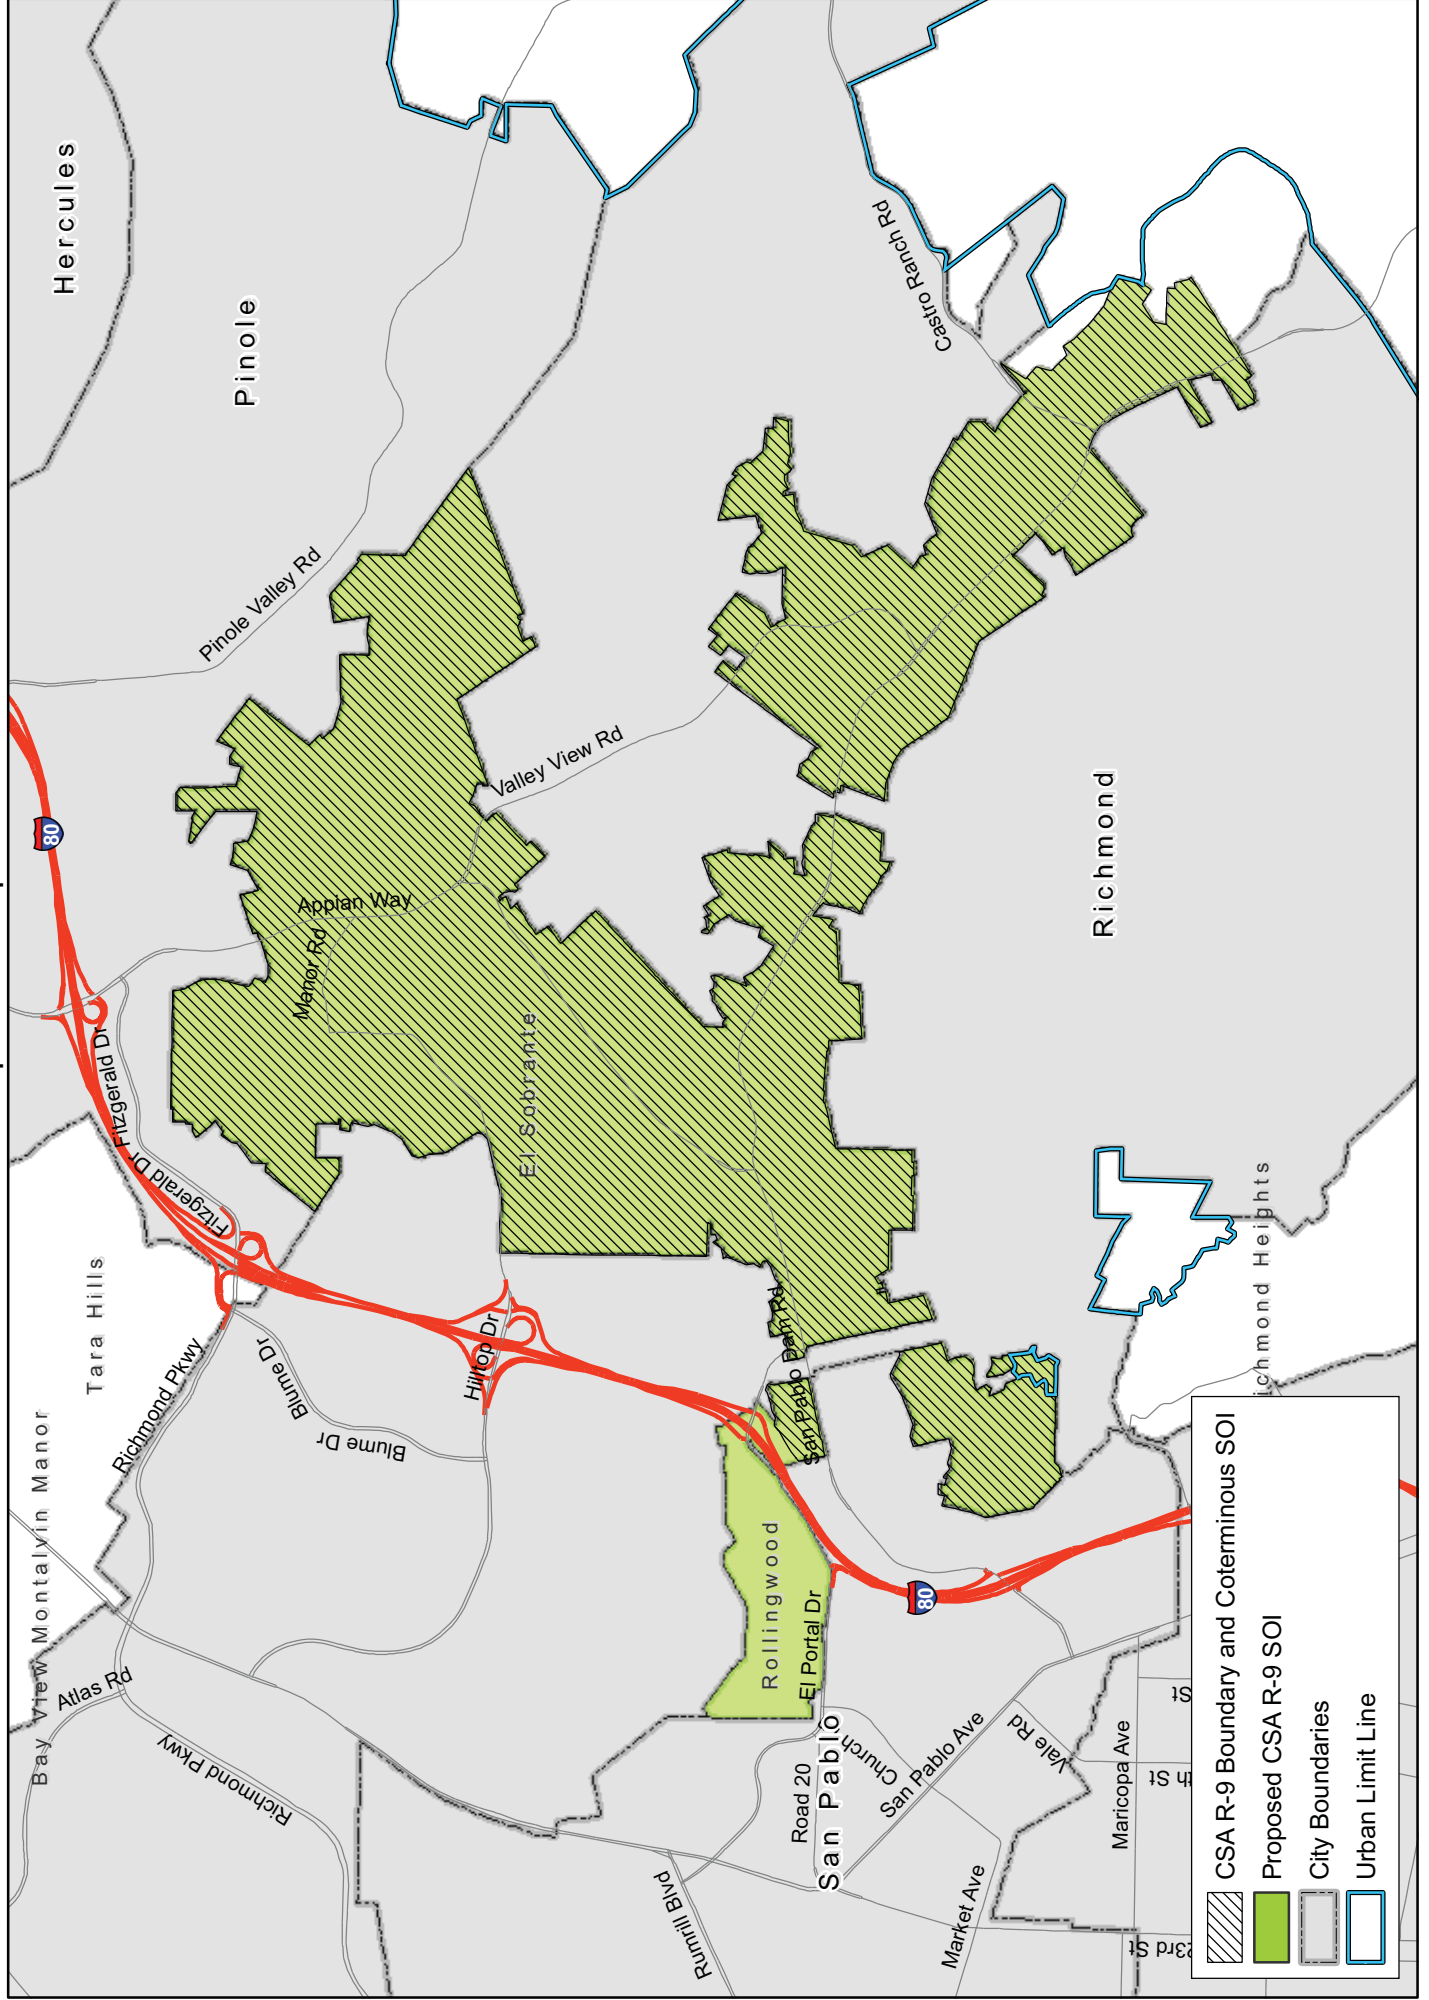 Hercules
Pinole
Pinole Valley Rd
Castro Ranch Rd
80
Valley View Rd
Appian Way
Manor Rd
Fitzgerald Dr
Fitzgerald Dr
El Sobrante
Richmond
Tara Hills
Richmond Pkwy
Blume Dr
Blume Dr
Hilltop Dr
San Pablo Dam Rd
Bay View Montalvin Manor
Atlas Rd
Richmond Pkwy
Rollingwood
El Portal Dr
80
San Pablo
Road 20
Church
San Pablo Ave
Vale Rd
Maricopa Ave
Market Ave
Rumrill Blvd
23rd St
th St
St
ichmond Heights
CSA R-9 Boundary and Coterminous SOI
Proposed CSA R-9 SOI
City Boundaries
Urban Limit Line